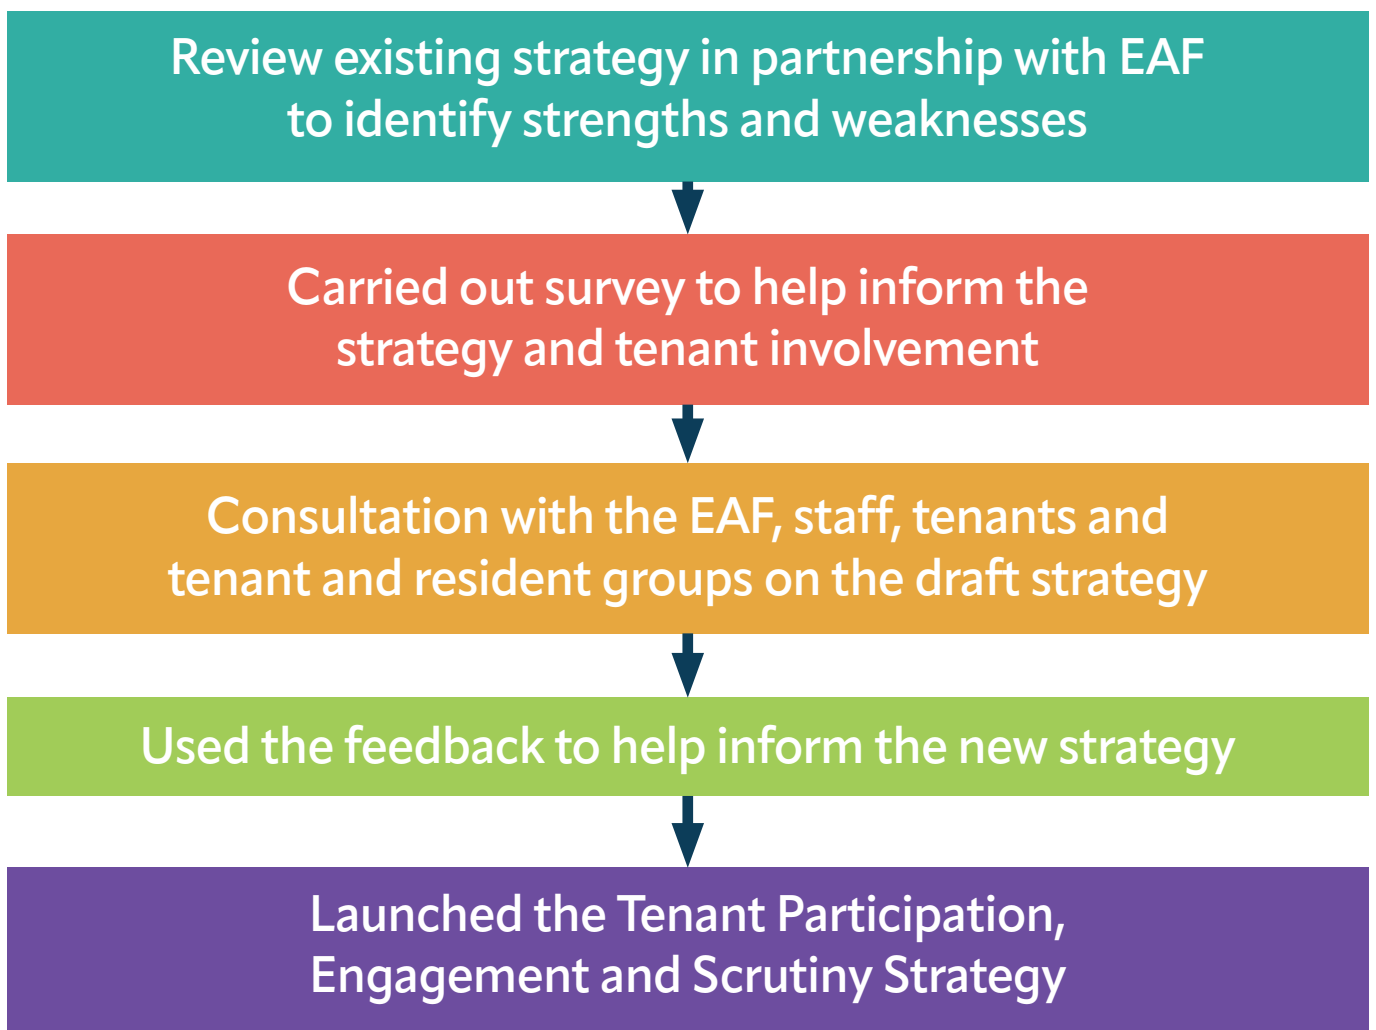 Review existing strategy in partnership with EAF
to identify strengths and weaknesses
Carried out survey to help inform the
strategy and tenant involvement
Consultation with the EAF, staff, tenants and
tenant and resident groups on the draft strategy
Used the feedback to help inform the new strategy
Launched the Tenant Participation,
Engagement and Scrutiny Strategy